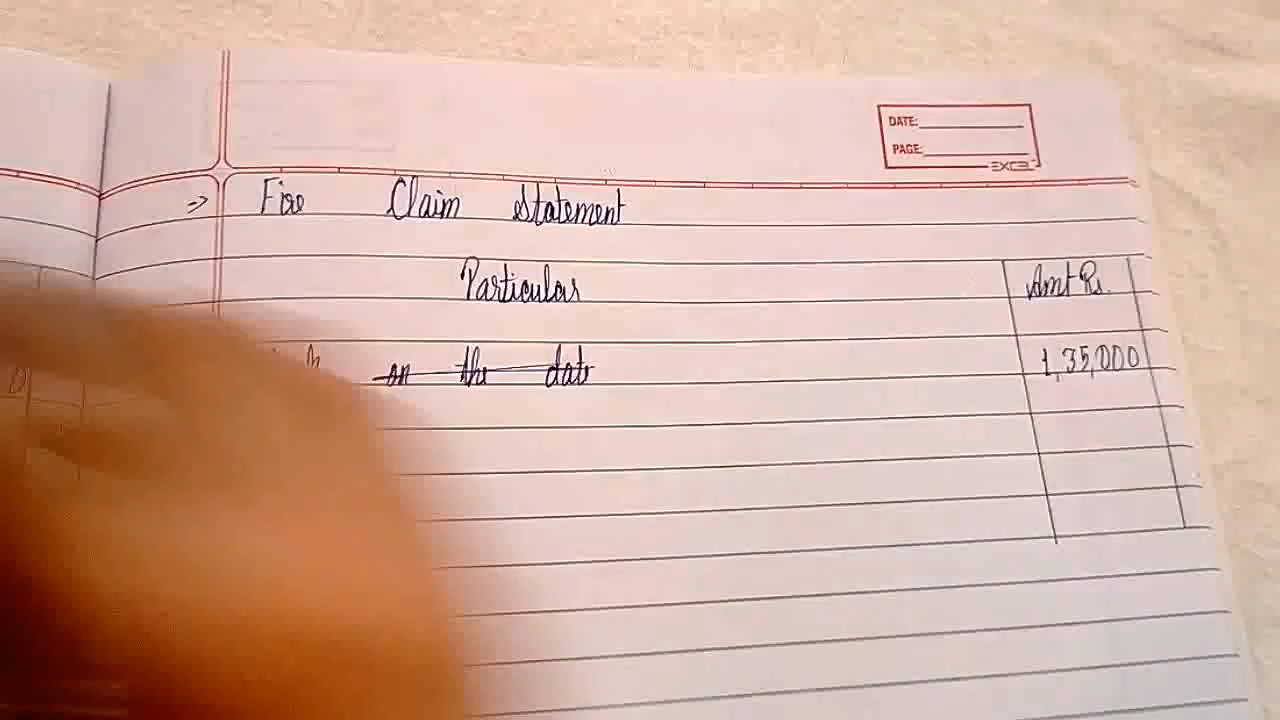 DATE:
PAGE:
EXCEL
=> Fire Claim Statement
Particulars Amt Rs.
on the date 1,35,000